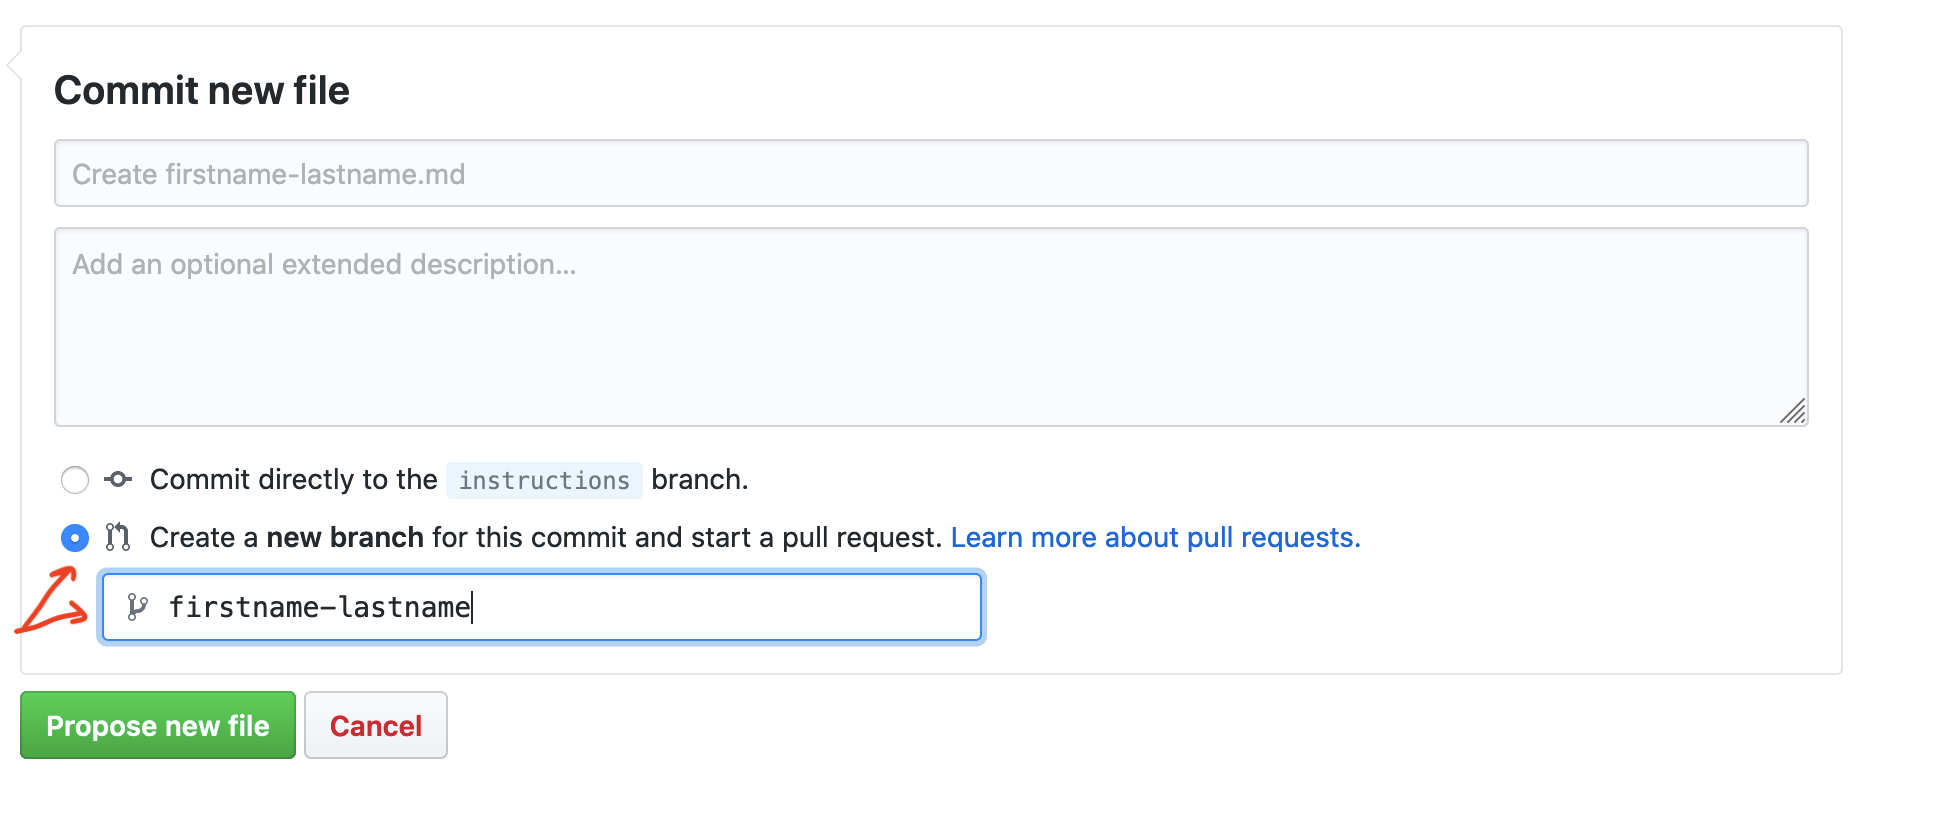 Commit new file
Create firstname-lastname.md
Add an optional extended description...
Commit directly to the instructions branch.
Create a new branch for this commit and start a pull request. Learn more about pull requests.
firstname-lastname
Propose new file
Cancel